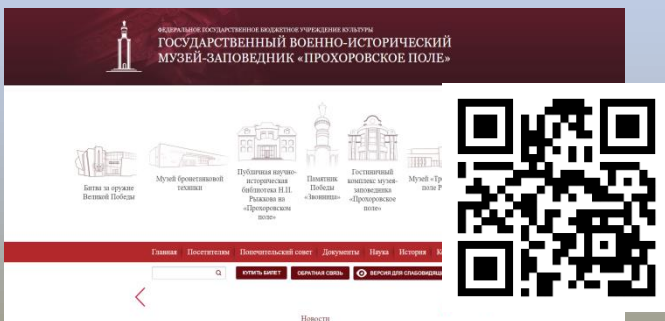 ФЕДЕРАЛЬНОЕ ГОСУДАРСТВЕННОЕ БЮДЖЕТНОЕ УЧРЕЖДЕНИЕ КУЛЬТУРЫ
ГОСУДАРСТВЕННЫЙ ВОЕННО-ИСТОРИЧЕСКИЙ
МУЗЕЙ-ЗАПОВЕДНИК «ПРОХОРОВСКОЕ ПОЛЕ»
Битва за оружие
Великой Победы
Музей бронетанковой
техники
Публичная научно-
историческая
библиотека Н.И.
Рыжкова на
«Прохоровском
поле»
Памятник
Победы
«Звонница»
Гостиничный
комплекс музея-
заповедника
«Прохоровское
поле»
Музей
поле
Главная Посетителям Попечительский совет Документы Наука История
КУПИТЬ БИЛЕТ ОБРАТНАЯ СВЯЗЬ ВЕРСИЯ ДЛЯ
Новости